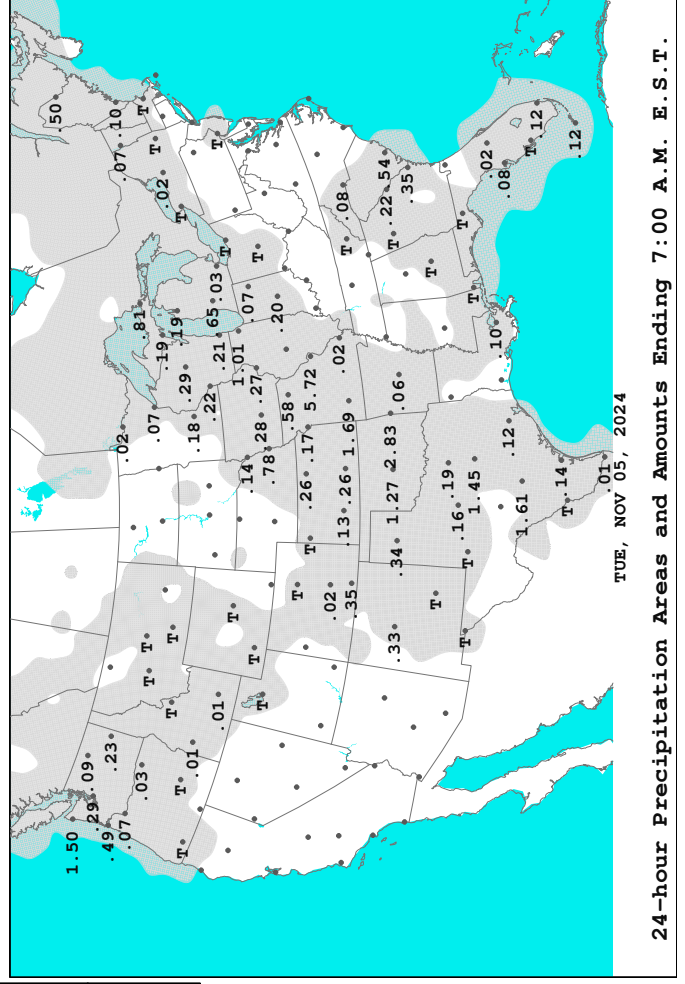 .50
1.50
.09
.29
.49
.23
.10
.07
.02
.07
.81
.03
T
T
T
.07
T
.19
.02
T
T
.19
T
T
T
.29
.01
.18
.22
.65
.01
.03
T
.21
T
T
1.01
.14
.07
T
.27
T
.28
T
.78
.20
.58
T
.26
.17
T
5.72
.02
.02
.13
.26
.08
T
1.69
.35
.54
.22
2.83
1.27
T
.33
.34
.06
.35
T
T
.19
.16
T
T
T
1.45
T
.02
.10
.08
.12
1.61
T
.12
.14
T
.12
.01
TUE, NOV 05, 2024
24-hour Precipitation Areas and Amounts Ending 7:00 A.M. E.S.T.